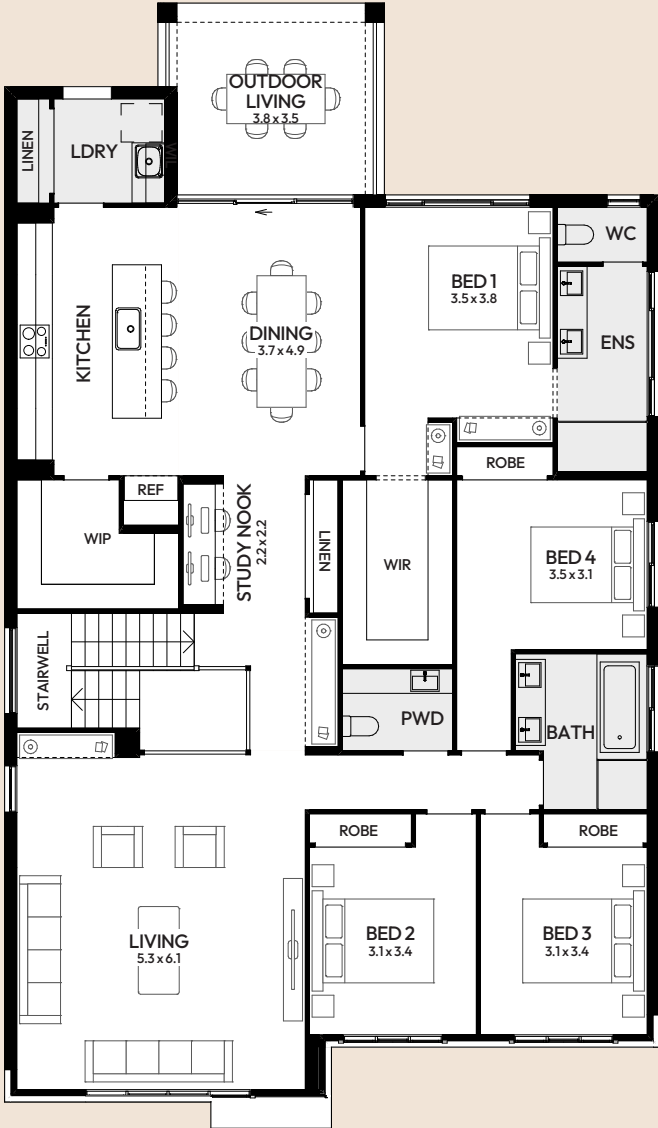 OUTDOOR
LIVING
3.8 x 3.5
LINEN
LDRY
WC
BED 1
3.5 x 3.8
ENS
KITCHEN
DINING
3.7 x 4.9
ROBE
REF
WIP
STUDY NOOK
2.2 x 2.2
LINEN
WIR
BED 4
3.5 x 3.1
STAIRWELL
PWD
BATH
ROBE
ROBE
LIVING
5.3 x 6.1
BED 2
3.1 x 3.4
BED 3
3.1 x 3.4